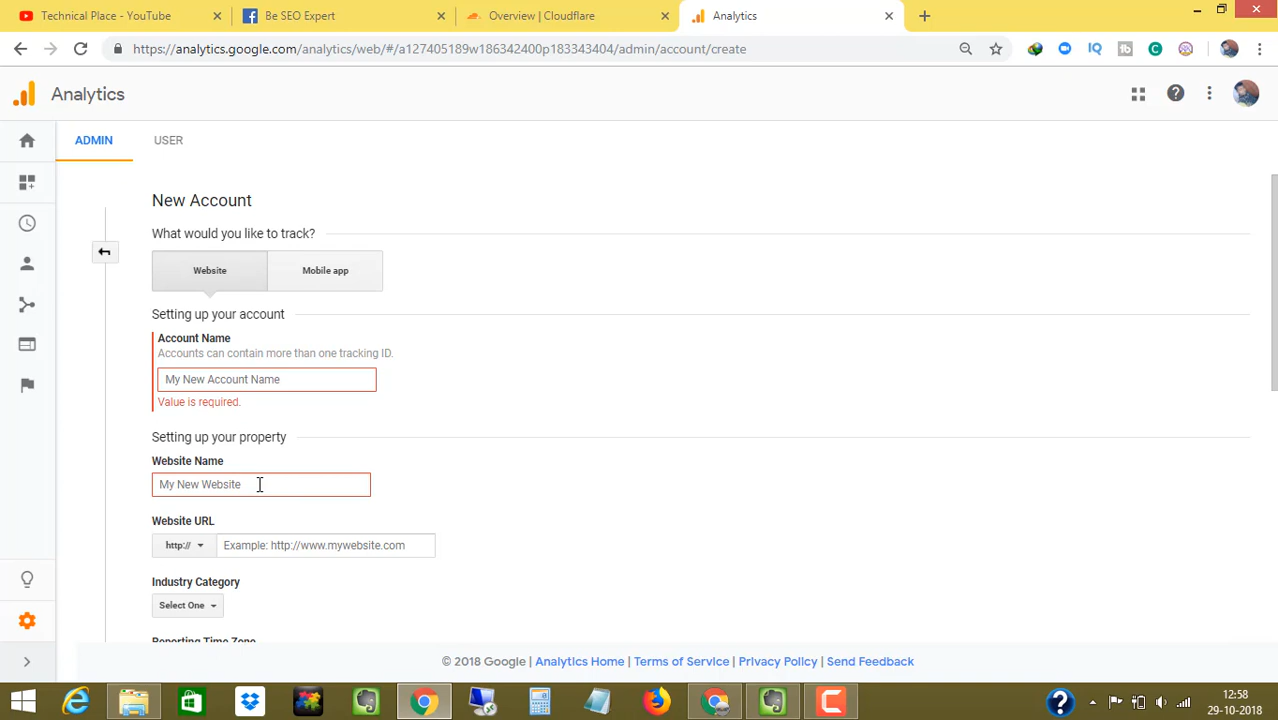 Technical Place - YouTube
Be SEO Expert
Overview | Cloudflare
Analytics
https://analytics.google.com/analytics/web/#/a127405189w186342400p183343404/admin/account/create
Analytics
ADMIN
USER
New Account
What would you like to track?
Website
Mobile app
Setting up your account
Account Name
Accounts can contain more than one tracking ID.
My New Account Name
Value is required.
Setting up your property
Website Name
My New Website
Website URL
http://
Example: http://www.mywebsite.com
Industry Category
Select One
Reporting Time Zone
© 2018 Google | Analytics Home | Terms of Service | Privacy Policy | Send Feedback
12:58
29-10-2018